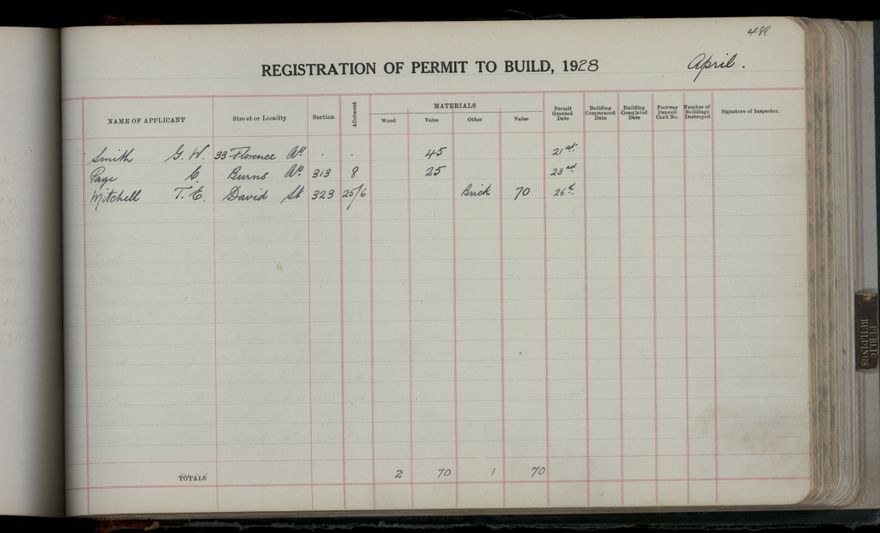 488
REGISTRATION OF PERMIT TO BUILD, 1928 April.
NAME OF APPLICANT Street or Locality Section Allotment MATERIALS Wood Value Other Value Permit Granted Date Building Commenced Date Building Completed Date Footway Deposit Card No. Number of Buildings Destroyed Signature of Inspector.
Smith G. W. 33 Florence Av . . 45 21st
Page C. Burns Av 313 8 25 23rd
Mitchell T. C. David St 323 25/6 Brick 70 26th
TOTALS 2 70 1 70
PUBLIC BUILDINGS